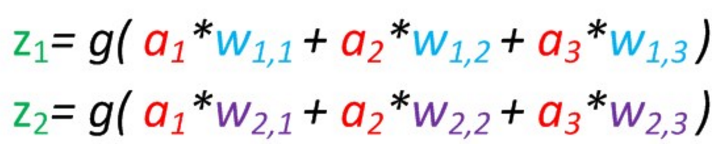 z₁= g( a₁*w₁,₁ + a₂*w₁,₂ + a₃*w₁,₃ )
z₂= g( a₁*w₂,₁ + a₂*w₂,₂ + a₃*w₂,₃ )